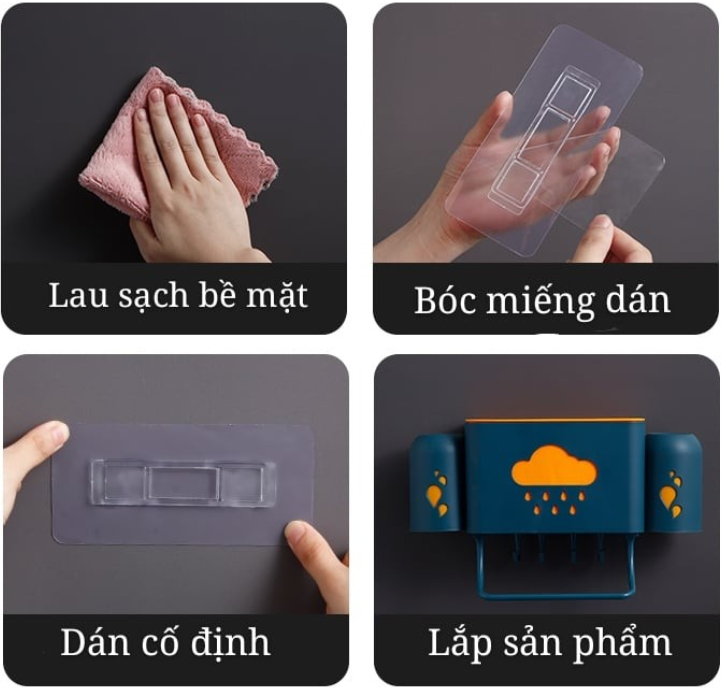 Lau sạch bề mặt
Bóc miếng dán
Dán cố định
Lắp sản phẩm